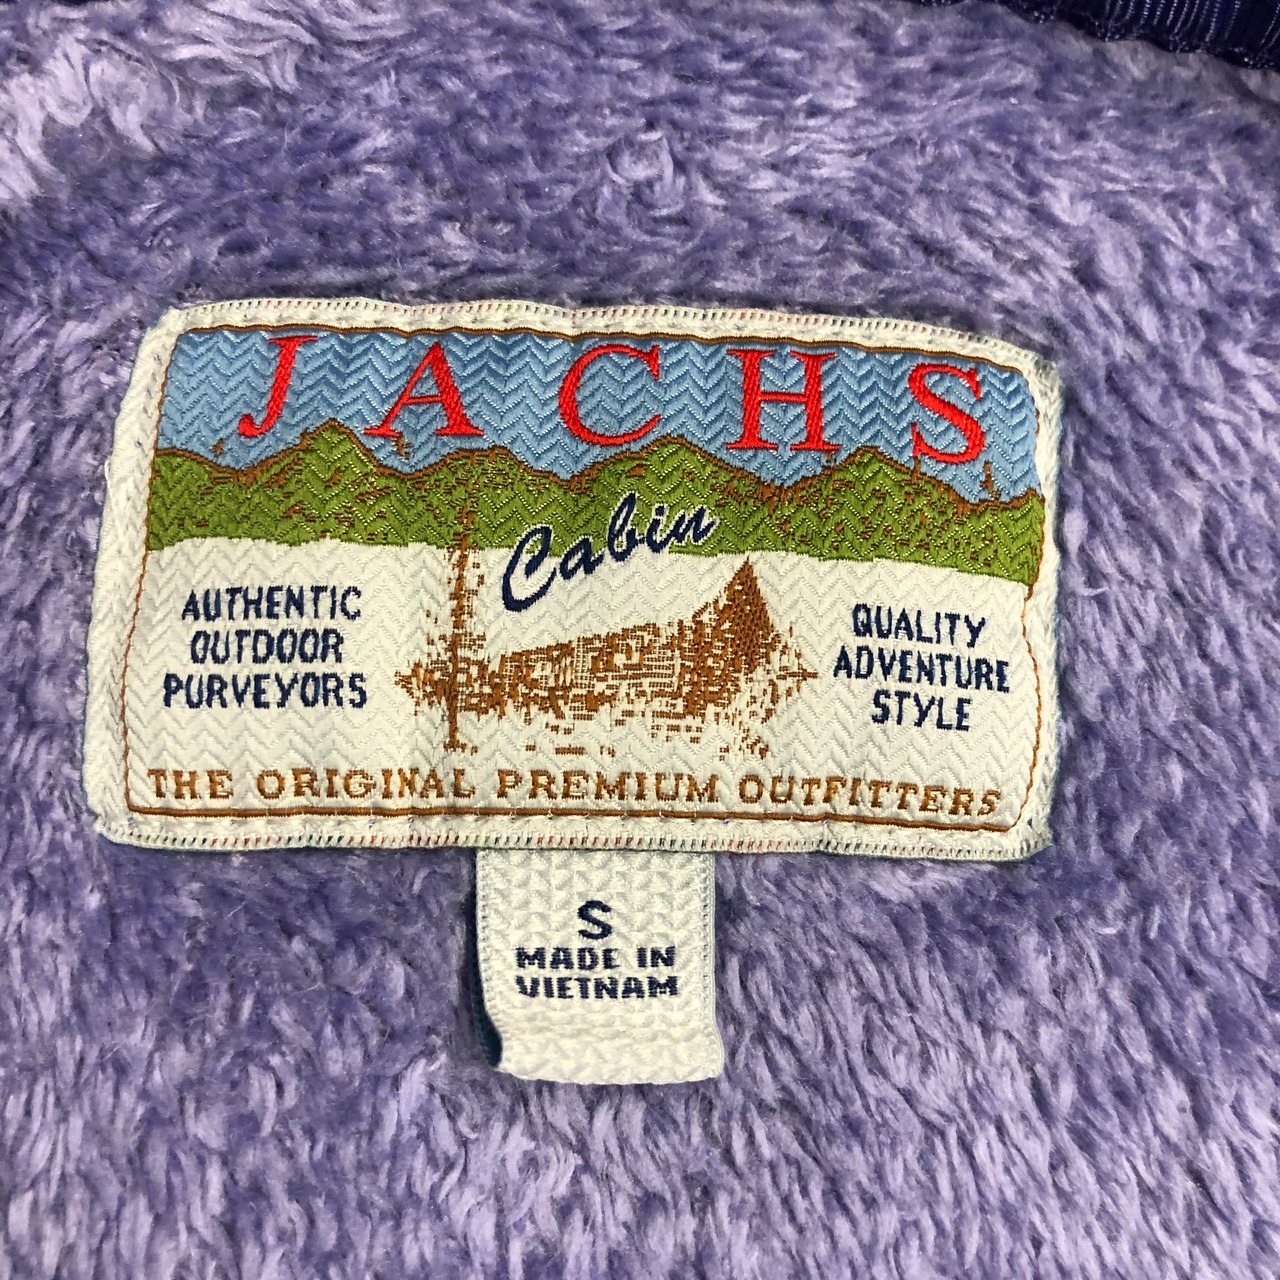 JACHS
Cabin
AUTHENTIC
OUTDOOR
PURVEYORS
QUALITY
ADVENTURE
STYLE
THE ORIGINAL PREMIUM OUTFITTERS
S
MADE IN
VIETNAM